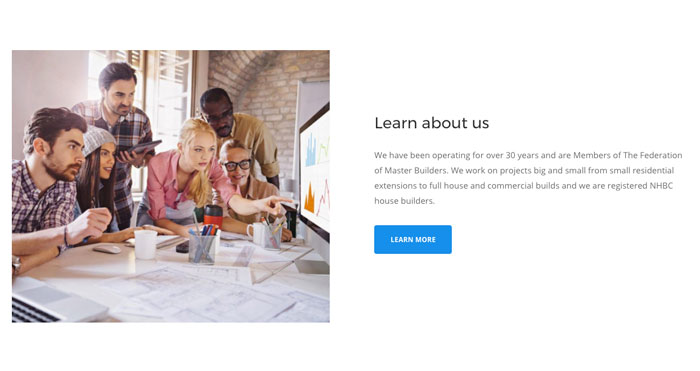 Learn about us
We have been operating for over 30 years and are Members of The Federation
of Master Builders. We work on projects big and small from small residential
extensions to full house and commercial builds and we are registered NHBC
house builders.
LEARN MORE